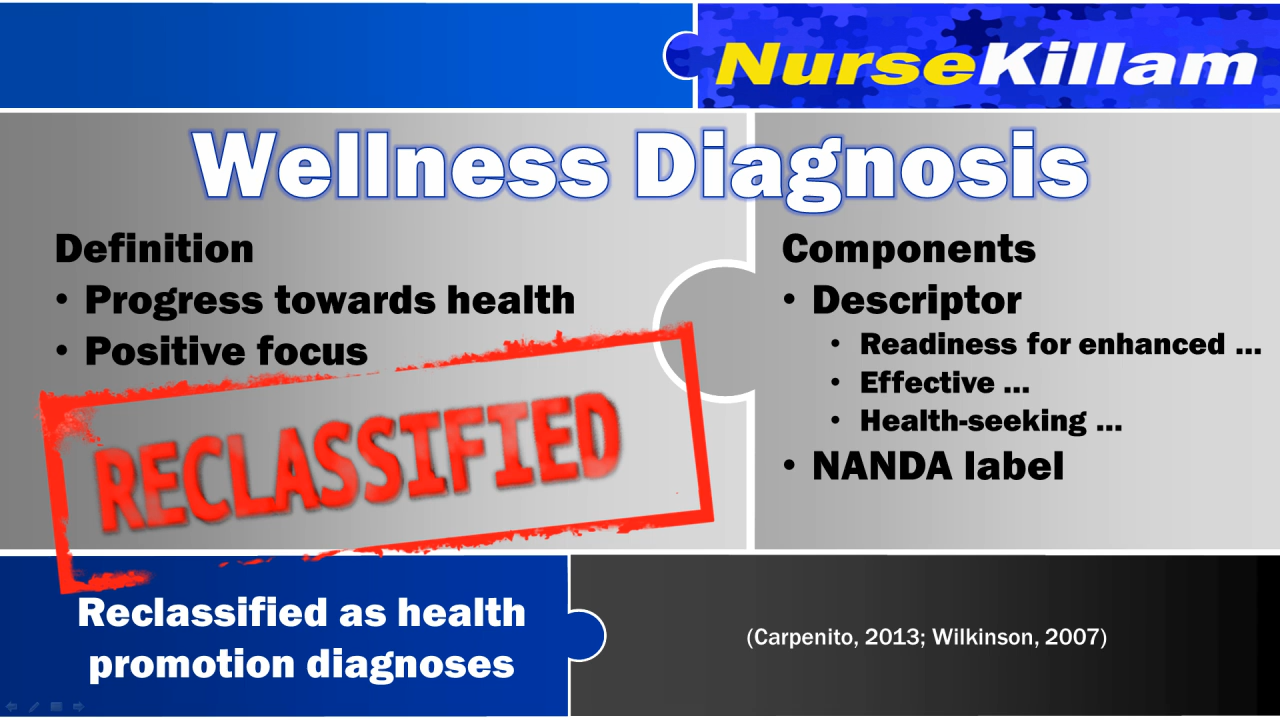 NurseKillam
Wellness Diagnosis
Definition
• Progress towards health
• Positive focus
RECLASSIFIED
Components
• Descriptor
• Readiness for enhanced ...
• Effective ...
• Health-seeking ...
• NANDA label
Reclassified as health
promotion diagnoses
(Carpenito, 2013; Wilkinson, 2007)